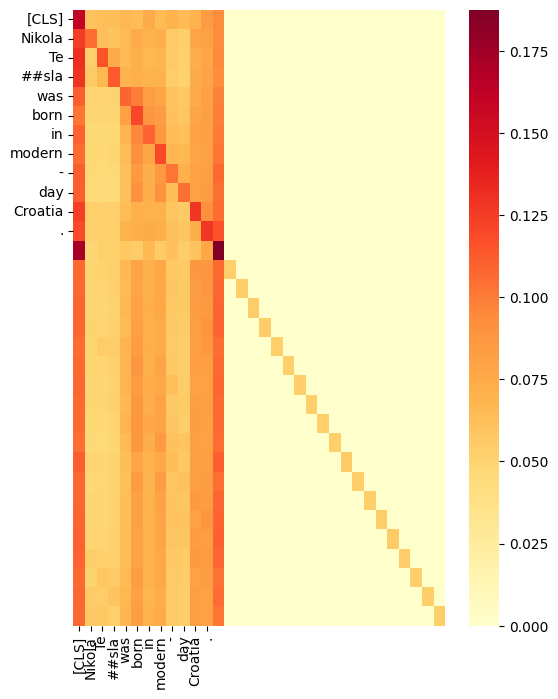 [CLS]
Nikola
Te
##sla
was
born
in
modern
-
day
Croatia
.
0.175
0.150
0.125
0.100
0.075
0.050
0.025
0.000
[CLS]
Nikola
Te
##sla
was
born
in
modern
-
day
Croatia
.